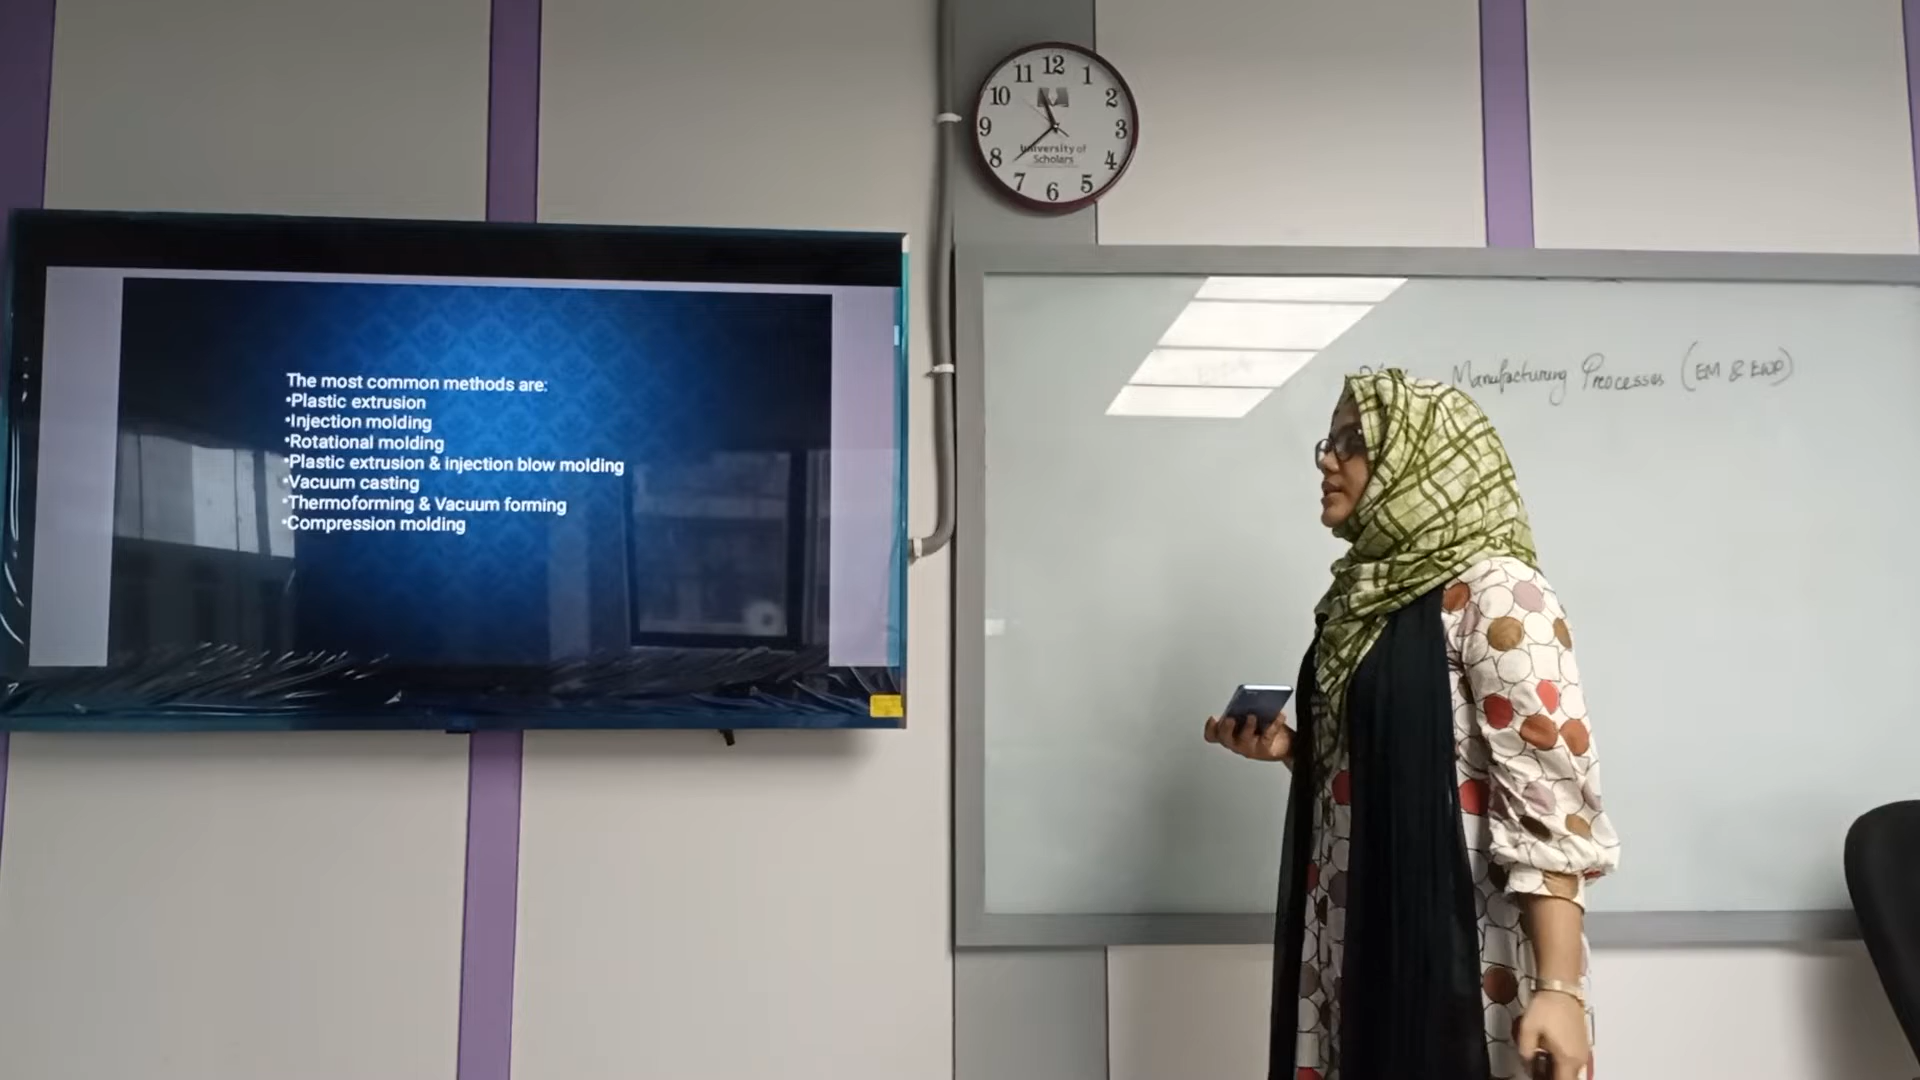 The most common methods are:
•Plastic extrusion
•Injection molding
•Rotational molding
•Plastic extrusion & injection blow molding
•Vacuum casting
•Thermoforming & Vacuum forming
•Compression molding
12
1
2
3
4
5
6
7
8
9
10
11
University of
Scholars
Manufacturing Processes (EM & EWP)